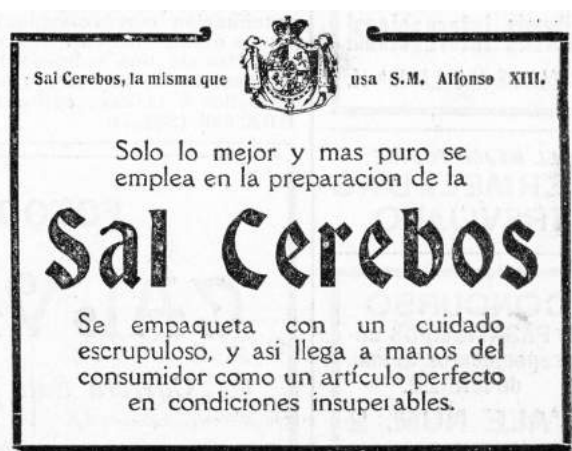 Sal Cerebos, la misma que usa S.M. Alfonso XIII.
Solo lo mejor y mas puro se
emplea en la preparacion de la
Sal Cerebos
Se empaqueta con un cuidado
escrupuloso, y asi llega a manos del
consumidor como un artículo perfecto
en condiciones insuperables.